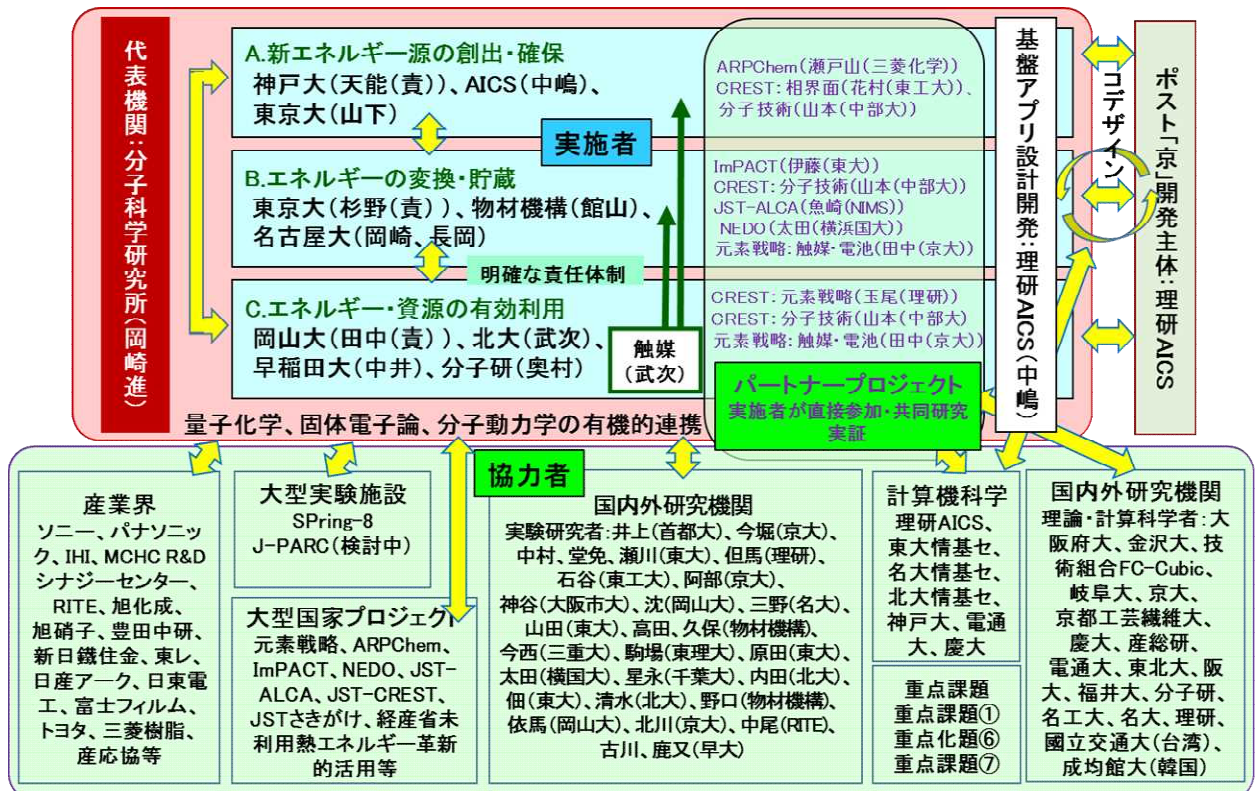 代表機関:分子科学研究所(岡崎進)
A.新エネルギー源の創出・確保
神戸大(天能(責))、AICS(中嶋)、
東京大(山下)
実施者
B.エネルギーの変換・貯蔵
東京大(杉野(責))、物材機構(館山)、
名古屋大(岡崎、長岡)
明確な責任体制
C.エネルギー・資源の有効利用
岡山大(田中(責))、北大(武次)、
早稲田大(中井)、分子研(奥村)
触媒
(武次)
量子化学、固体電子論、分子動力学の有機的連携
ARPChem(瀬戸山(三菱化学))
CREST:相界面(花村(東工大))、
分子技術(山本(中部大))
ImPACT(伊藤(東大))
CREST:分子技術(山本(中部大))
JST-ALCA(魚崎(NIMS))
NEDO(太田(横浜国大))
元素戦略:触媒・電池(田中(京大))
CREST:元素戦略(玉尾(理研))
CREST:分子技術(山本(中部大)
元素戦略:触媒・電池(田中(京大))
パートナープロジェクト
実施者が直接参加・共同研究
実証
基盤アプリ設計開発:理研AICS(中嶋)
コデザイン
ポスト「京」開発主体:理研AICS
協力者
産業界
ソニー、パナソニッ
ク、IHI、MCHC R&D
シナジーセンター、
RITE、旭化成、
旭硝子、豊田中研、
新日鐵住金、東レ、
日産アーク、日東電
工、富士フィルム、
トヨタ、三菱樹脂、
産応協等
大型実験施設
SPring-8
J-PARC(検討中)
大型国家プロジェクト
元素戦略、ARPChem、
ImPACT、NEDO、JST-
ALCA、JST-CREST、
JSTさきがけ、経産省未
利用熱エネルギー革新
的活用等
国内外研究機関
実験研究者:井上(首都大)、今堀(京大)、
中村、堂免、瀬川(東大)、但馬(理研)、
石谷(東工大)、阿部(京大)、
神谷(大阪市大)、沈(岡山大)、三野(名大)、
山田(東大)、高田、久保(物材機構)、
今西(三重大)、駒場(東理大)、原田(東大)、
太田(横国大)、星永(千葉大)、内田(北大)、
佃(東大)、清水(北大)、野口(物材機構)、
依馬(岡山大)、北川(京大)、中尾(RITE)、
古川、鹿又(早大)
計算機科学
理研AICS、
東大情基セ、
名大情基セ、
北大情基セ、
神戸大、電通
大、慶大
重点課題
重点課題①
重点化題⑥
重点課題⑦
国内外研究機関
理論・計算科学者:大
阪府大、金沢大、技
術組合FC-Cubic、
岐阜大、京大、
京都工芸繊維大、
慶大、産総研、
電通大、東北大、阪
大、福井大、分子研、
名工大、名大、理研、
國立交通大(台湾)、
成均館大(韓国)